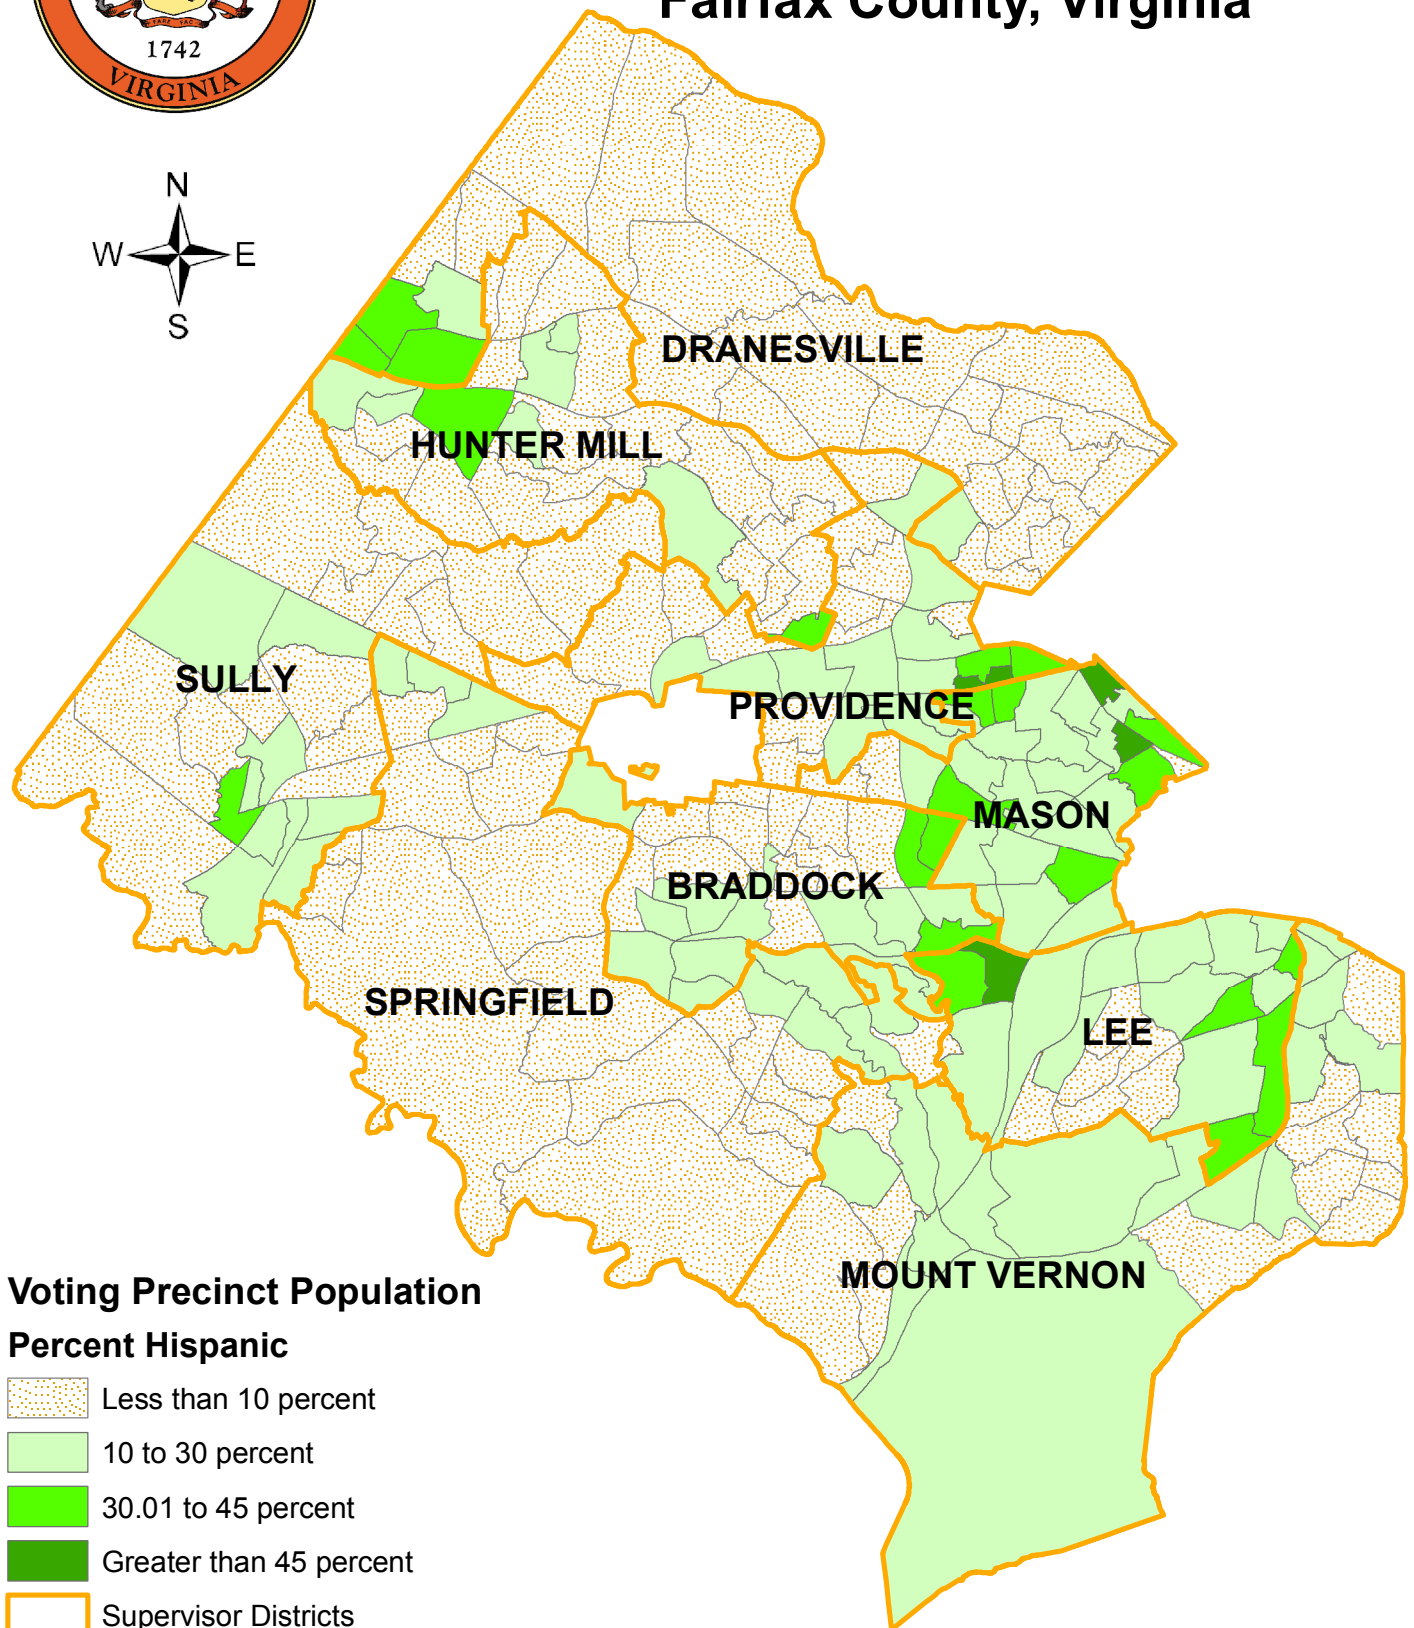 Fairfax County, Virginia
FARE FAC
1742
VIRGINIA
N
W E
S
DRANESVILLE
HUNTER MILL
SULLY
PROVIDENCE
MASON
BRADDOCK
SPRINGFIELD
LEE
MOUNT VERNON
Voting Precinct Population
Percent Hispanic
Less than 10 percent
10 to 30 percent
30.01 to 45 percent
Greater than 45 percent
Supervisor Districts